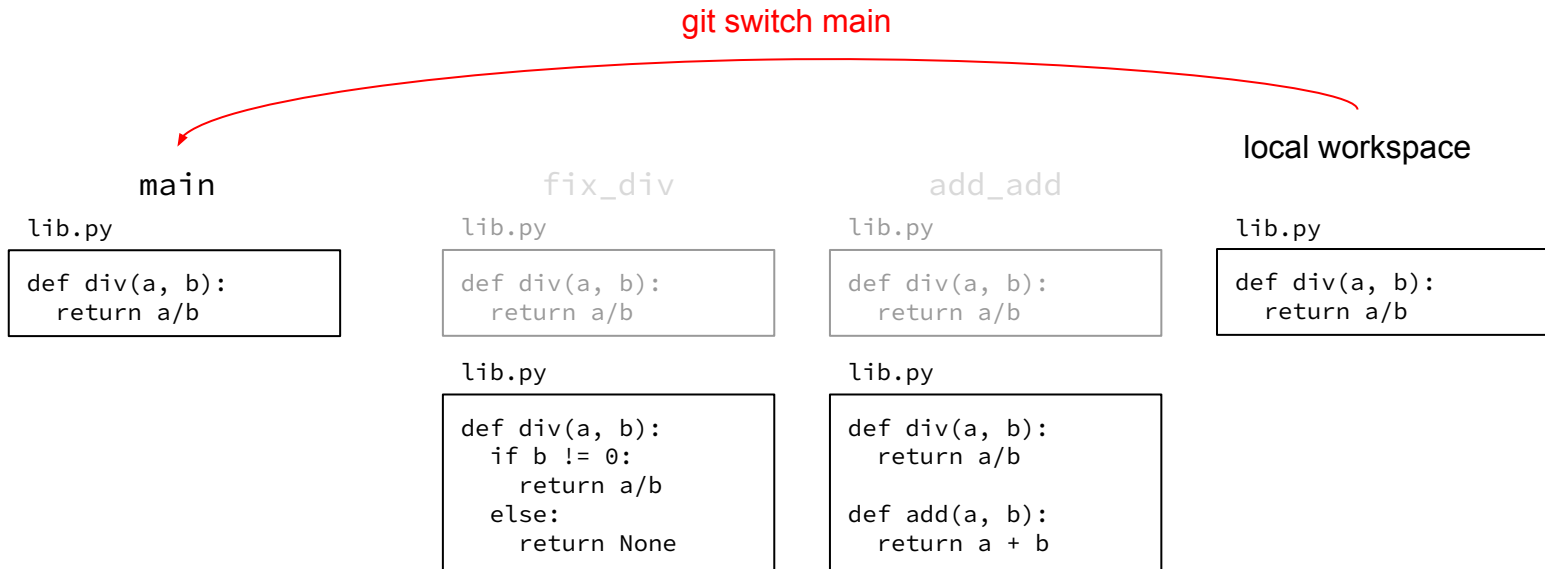 git switch main
local workspace
main
fix_div
add_add
lib.py
def div(a, b):
  return a/b
lib.py
def div(a, b):
  return a/b
lib.py
def div(a, b):
  return a/b
lib.py
def div(a, b):
  return a/b
lib.py
def div(a, b):
  if b != 0:
    return a/b
  else:
    return None
lib.py
def div(a, b):
  return a/b
def add(a, b):
  return a + b